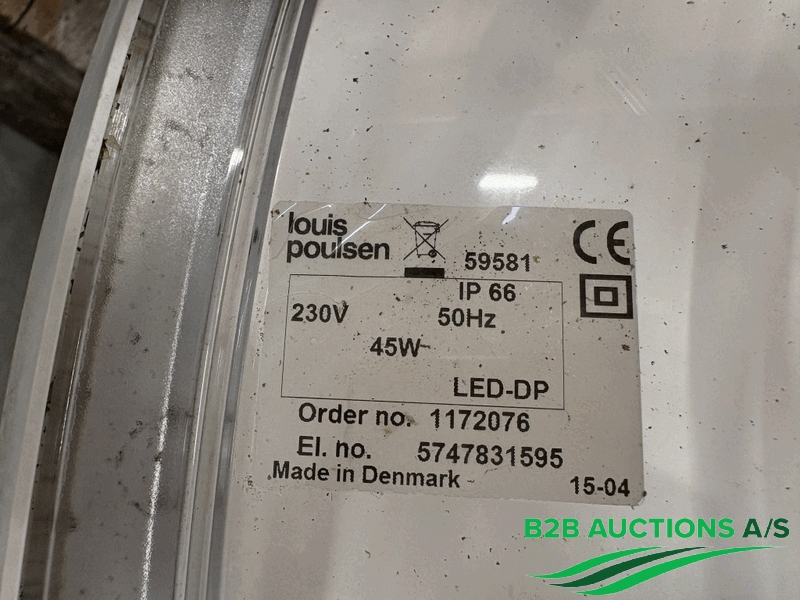 louis
poulsen
59581
CE
IP 66
230V 50Hz
45W
LED-DP
Order no. 1172076
El. no. 5747831595
Made in Denmark 15-04
B2B AUCTIONS A/S